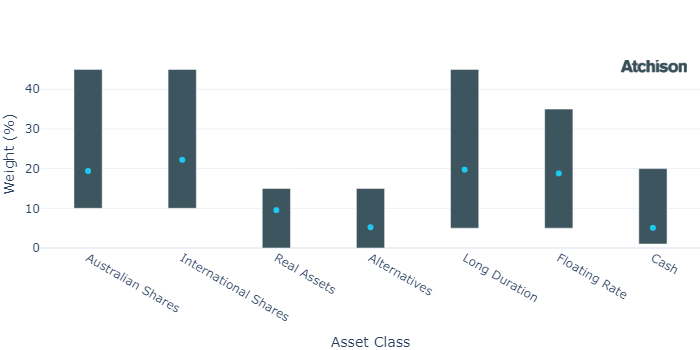 Atchison
Weight (%)
40
30
20
10
0
Australian Shares
International Shares
Real Assets
Alternatives
Long Duration
Floating Rate
Cash
Asset Class